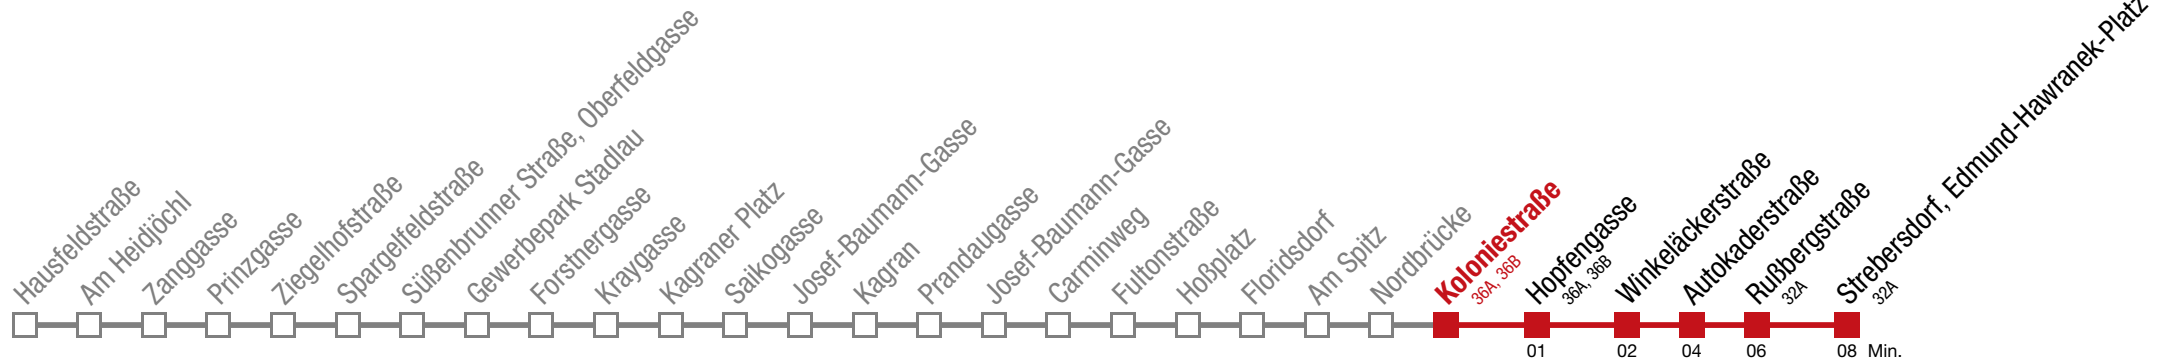 Hausfeldstraße
Am Heidjöchl
Zanggasse
Prinzgasse
Ziegelhofstraße
Spargelfeldstraße
Süßenbrunner Straße, Oberfeldgasse
Gewerbepark Stadlau
Forstnergasse
Kraygasse
Kagraner Platz
Saikogasse
Josef-Baumann-Gasse
Kagran
Prandaugasse
Josef-Baumann-Gasse
Carminweg
Fultonstraße
Hoßplatz
Floridsdorf
Am Spitz
Nordbrücke
Koloniestraße
36A, 36B
Hopfengasse
36A, 36B
Winkeläckerstraße
Autokaderstraße
Rußbergstraße
32A
Strebersdorf, Edmund-Hawranek-Platz
32A
01 02 04 06 08 Min.